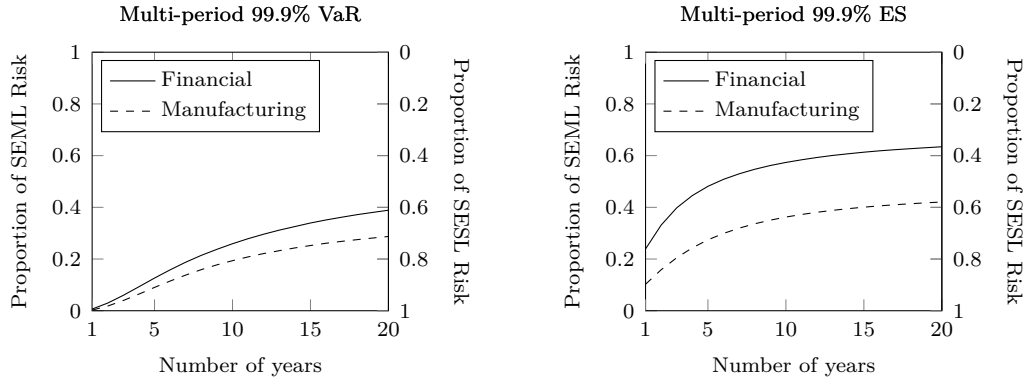 Multi-period 99.9% VaR
Proportion of SEML Risk
1
0.8
0.6
0.4
0.2
0
Financial
Manufacturing
0
0.2
0.4
0.6
0.8
1
Proportion of SESL Risk
1
5
10
15
20
Number of years
Multi-period 99.9% ES
Proportion of SEML Risk
1
0.8
0.6
0.4
0.2
0
Financial
Manufacturing
0
0.2
0.4
0.6
0.8
1
Proportion of SESL Risk
1
5
10
15
20
Number of years